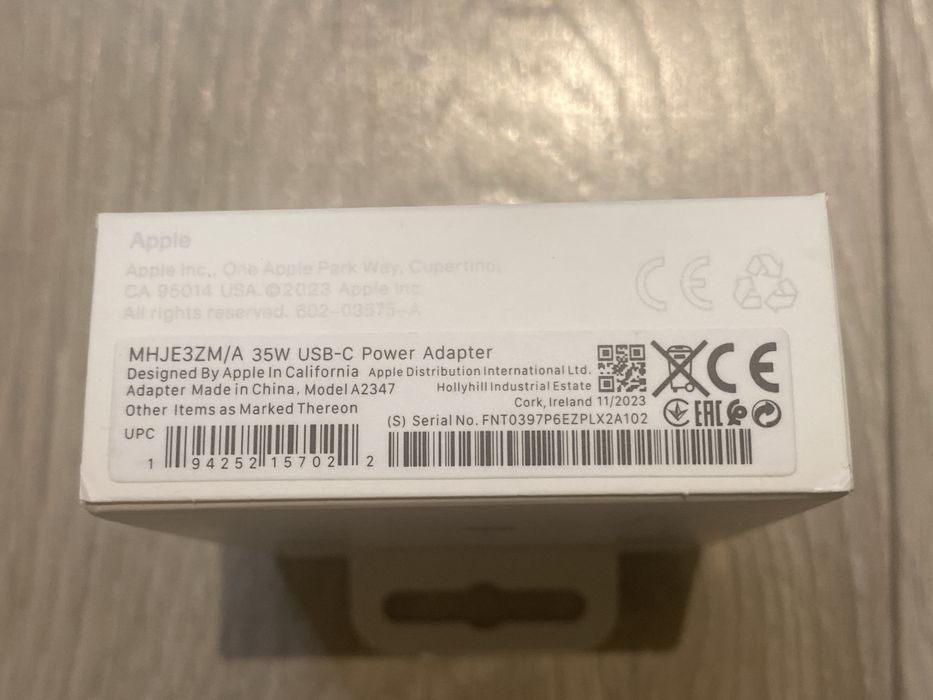 Apple
Apple Inc., One Apple Park Way, Cupertino,
CA 95014 USA. ©2023 Apple Inc.
All rights reserved. 602-03575-A
CE
MHJE3ZM/A 35W USB-C Power Adapter
Designed By Apple In California
Adapter Made in China, Model A2347
Other Items as Marked Thereon
Apple Distribution International Ltd.
Hollyhill Industrial Estate
Cork, Ireland 11/2023
(S) Serial No. FNT0397P6EZPLX2A102
CE
EAC
UPC
1 94252 15702 2